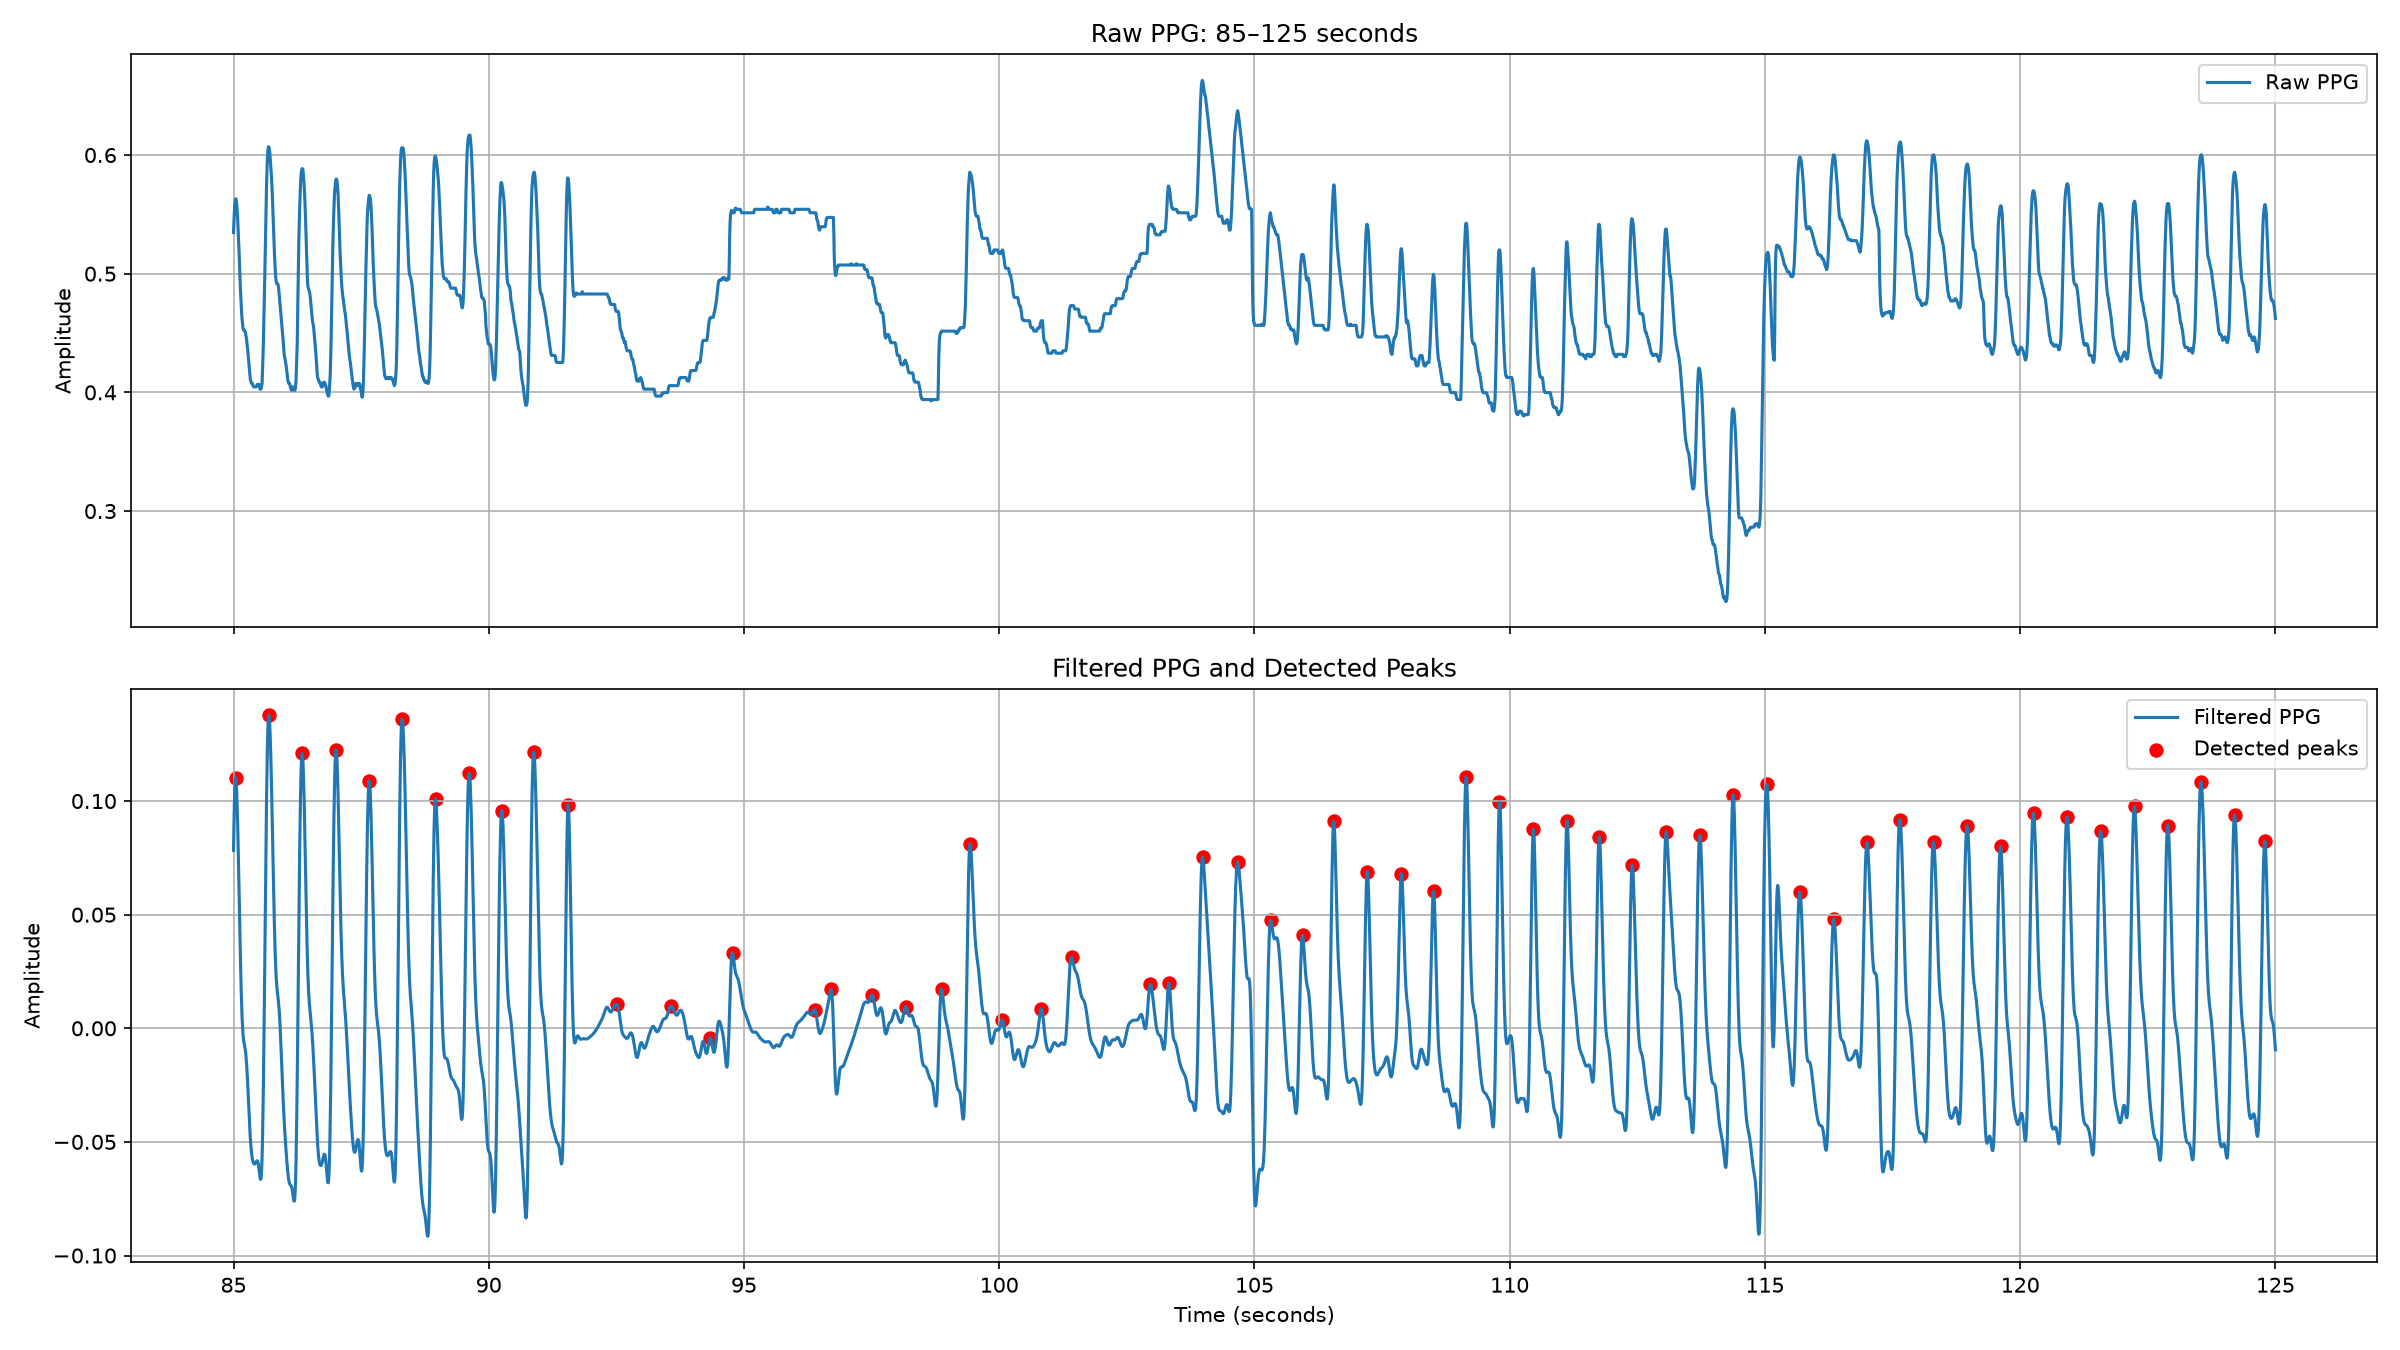 Raw PPG: 85–125 seconds
Raw PPG
0.6
0.5
0.4
0.3
Amplitude
Filtered PPG and Detected Peaks
Filtered PPG
Detected peaks
0.10
0.05
0.00
−0.05
−0.10
Amplitude
85 90 95 100 105 110 115 120 125
Time (seconds)